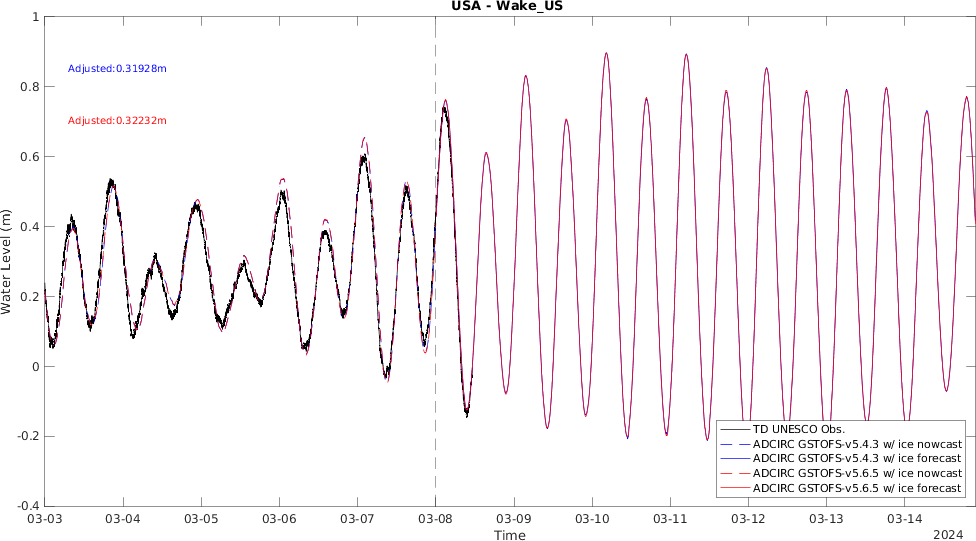 USA - Wake_US
Adjusted:0.31928m
Adjusted:0.32232m
Water Level (m)
1
0.8
0.6
0.4
0.2
0
-0.2
-0.4
TD UNESCO Obs.
ADCIRC GSTOFS-v5.4.3 w/ ice nowcast
ADCIRC GSTOFS-v5.4.3 w/ ice forecast
ADCIRC GSTOFS-v5.6.5 w/ ice nowcast
ADCIRC GSTOFS-v5.6.5 w/ ice forecast
03-03 03-04 03-05 03-06 03-07 03-08 03-09 03-10 03-11 03-12 03-13 03-14
Time
2024